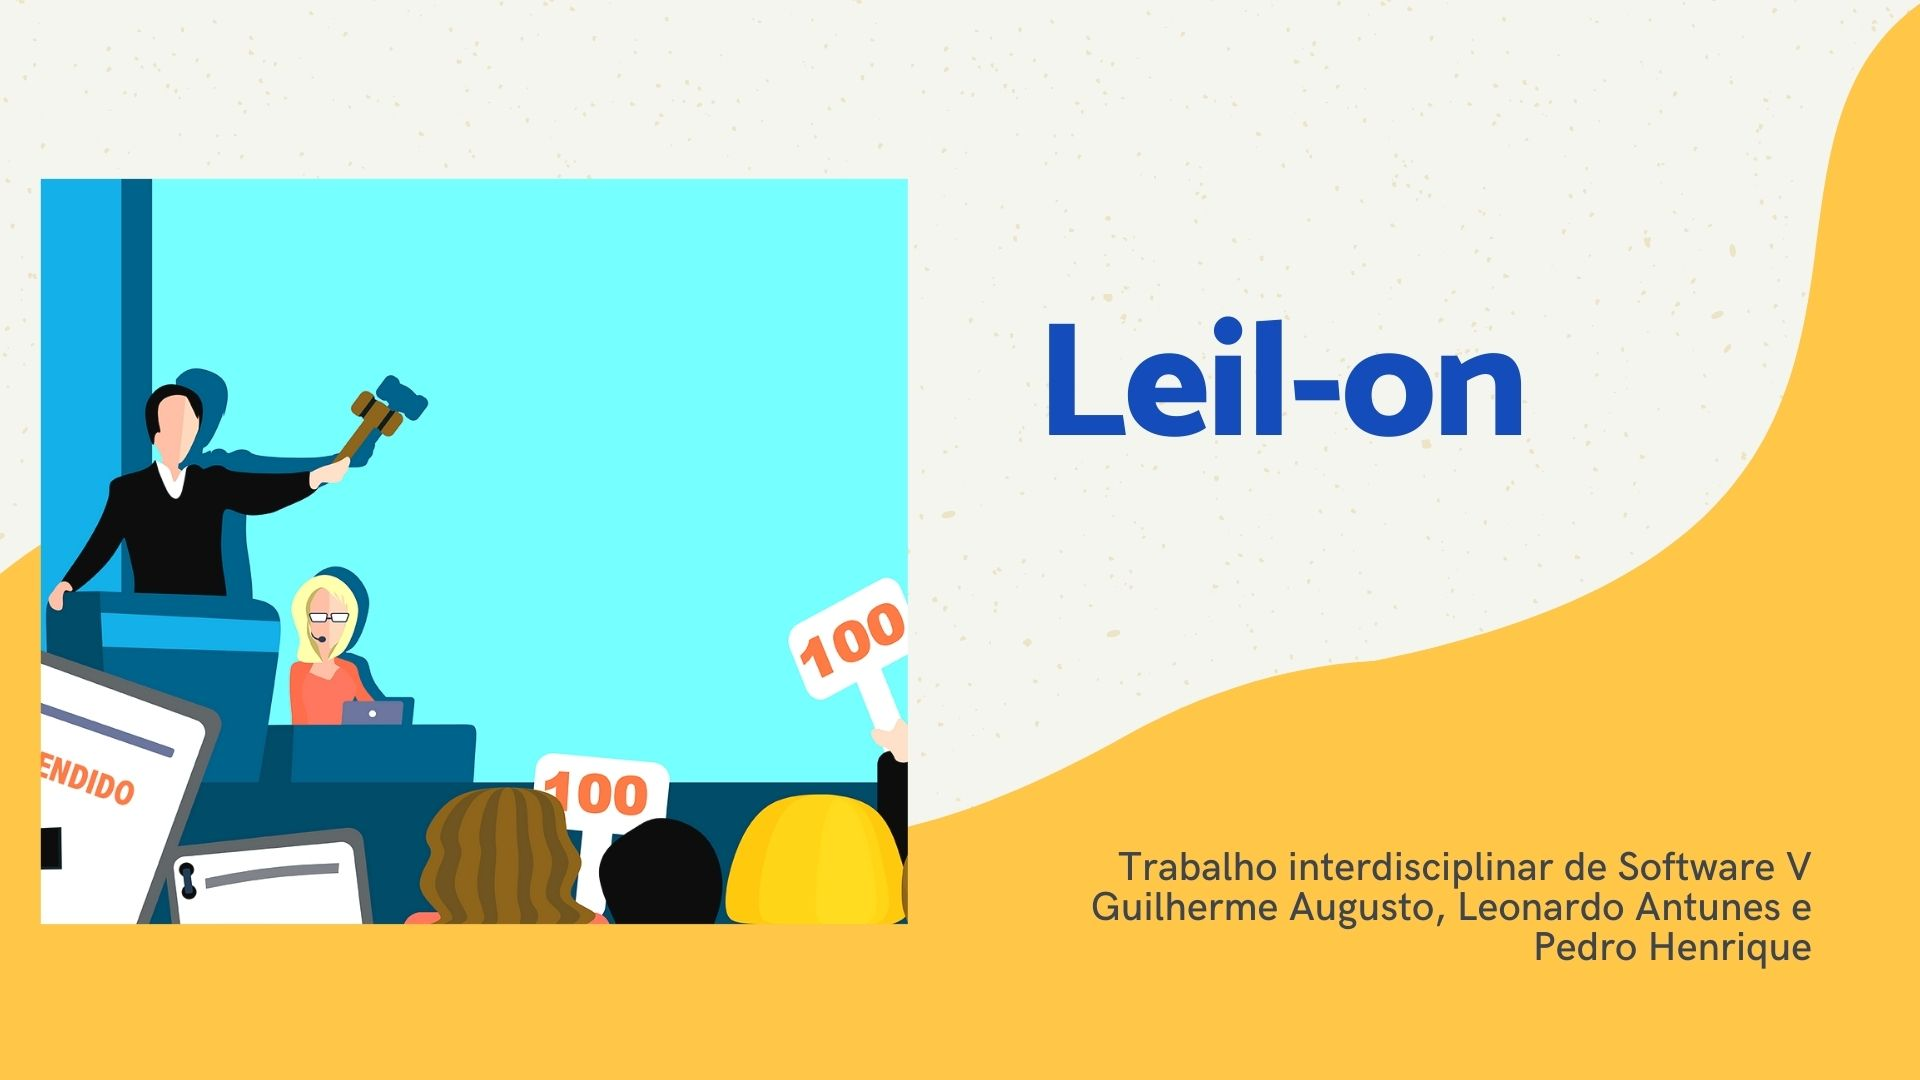 Leil-on
100
100
ENDIDO
Trabalho interdisciplinar de Software V
Guilherme Augusto, Leonardo Antunes e
Pedro Henrique